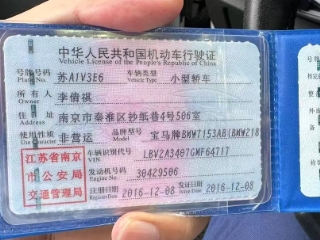 中华人民共和国机动车行驶证
Vehicle License of the People's Republic of China
号牌号码 苏A1V3E6 车辆类型 小型轿车
Plate No. Vehicle Type
所有人 李倩祺
Owner
住址 南京市秦淮区钞纸巷4号506室
Address
使用性质 非营运 品牌型号 宝马牌BMW7153AB(BMW218
Use Character Model
江苏省南京 车辆识别代号 LBV2A3407GMF64717
市公安局 VIN
交通管理局 发动机号码 30429506
Engine No.
注册日期 2016-12-08 发证日期 2016-12-08
Register Date Issue Date